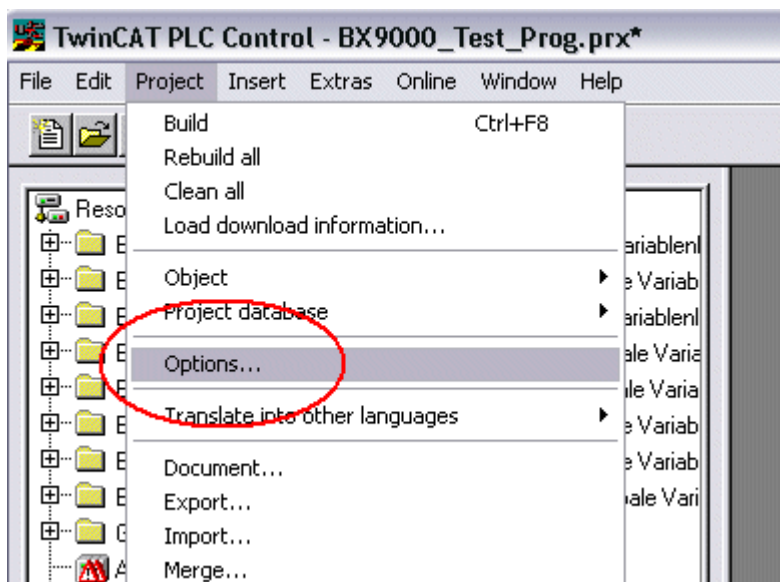 TwinCAT PLC Control - BX9000_Test_Prog.prx*
File Edit Project Insert Extras Online Window Help
Build Ctrl+F8
Rebuild all
Clean all
Load download information...
Object
Project database
Options...
Translate into other languages
Document...
Export...
Import...
Merge...